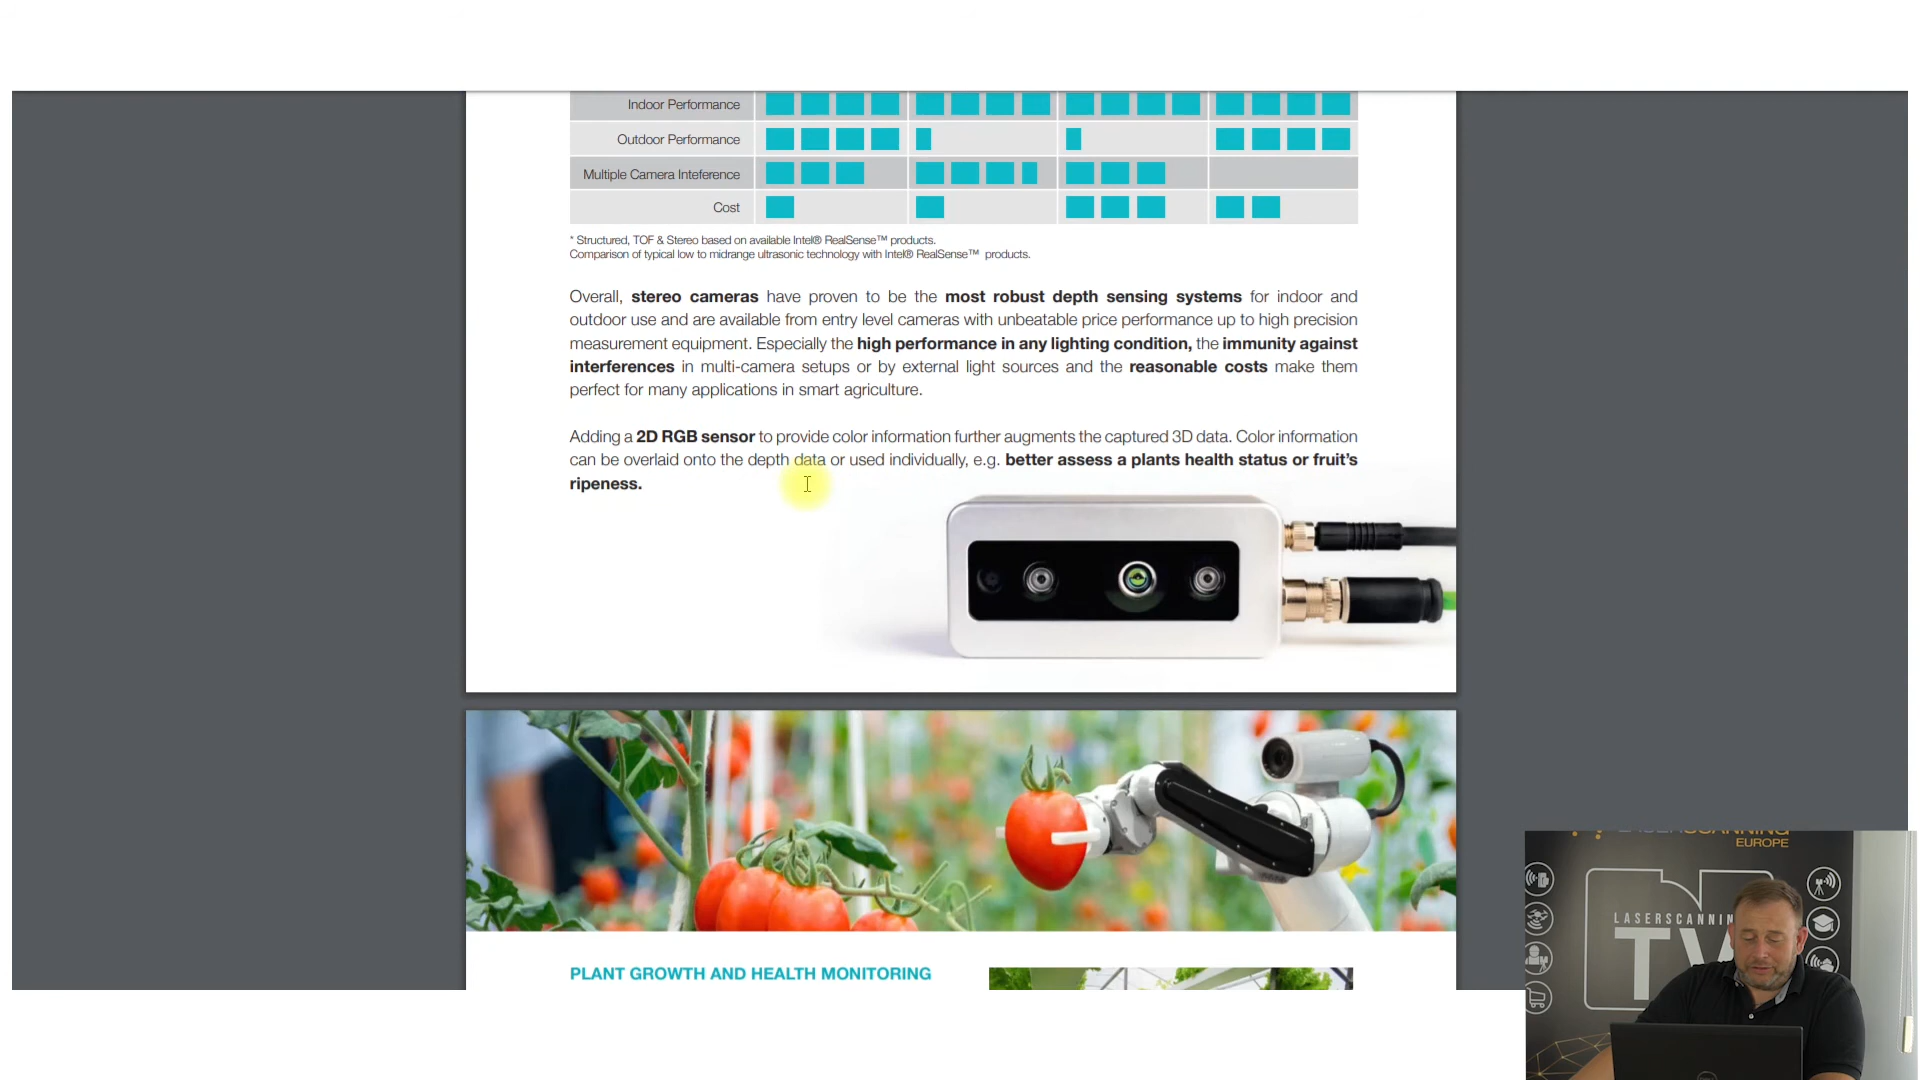 Indoor Performance
Outdoor Performance
Multiple Camera Inteference
Cost
* Structured, TOF & Stereo based on available Intel® RealSense™ products.
Comparison of typical low to midrange ultrasonic technology with Intel® RealSense™ products.
Overall, stereo cameras have proven to be the most robust depth sensing systems for indoor and
outdoor use and are available from entry level cameras with unbeatable price performance up to high precision
measurement equipment. Especially the high performance in any lighting condition, the immunity against
interferences in multi-camera setups or by external light sources and the reasonable costs make them
perfect for many applications in smart agriculture.
Adding a 2D RGB sensor to provide color information further augments the captured 3D data. Color information
can be overlaid onto the depth data or used individually, e.g. better assess a plants health status or fruit's
ripeness.
PLANT GROWTH AND HEALTH MONITORING
LASERSCANNING
EUROPE
LASERSCANNIN
TV